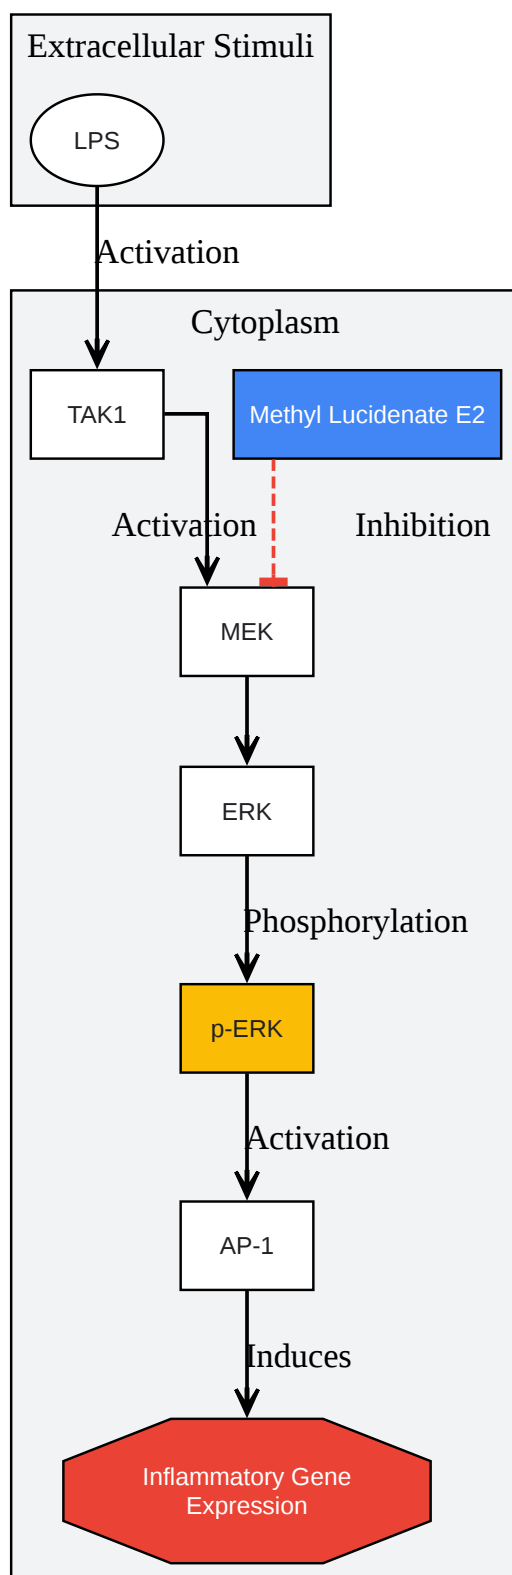 Extracellular Stimuli
LPS
Activation
Cytoplasm
TAK1
Methyl Lucidenate E2
Activation
Inhibition
MEK
ERK
Phosphorylation
p-ERK
Activation
AP-1
Induces
Inflammatory Gene
Expression